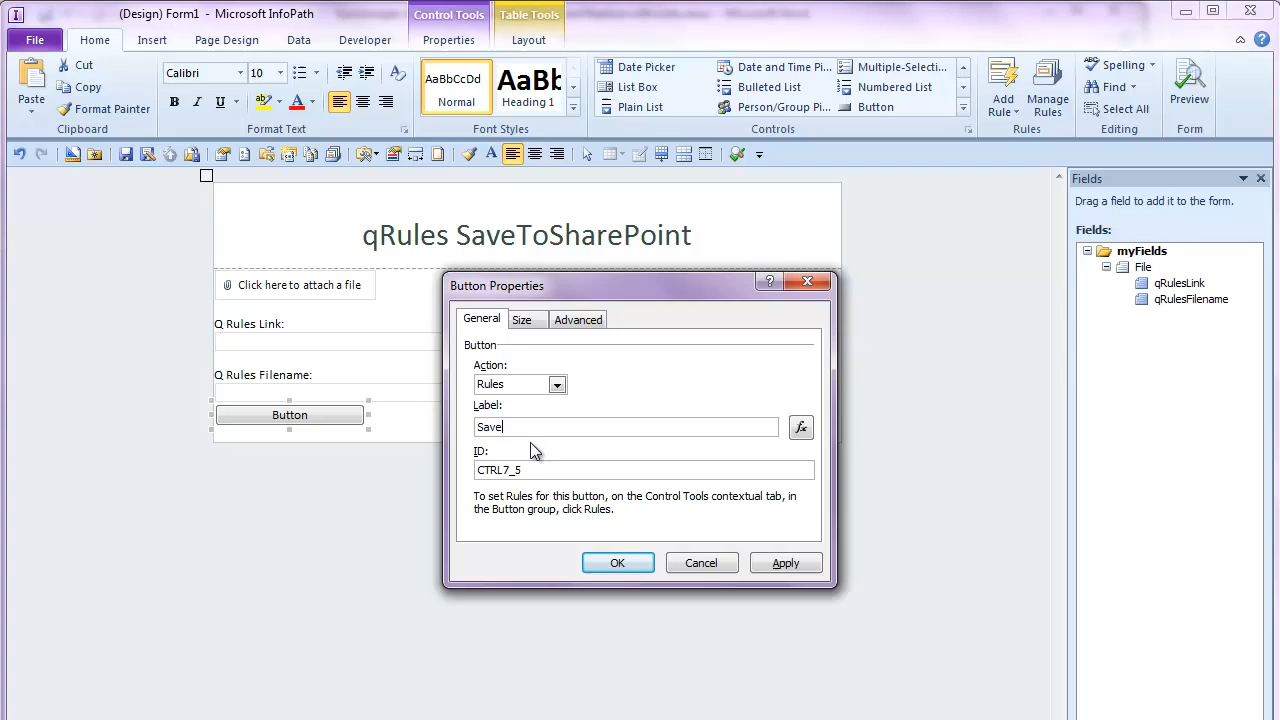 (Design) Form1 - Microsoft InfoPath
Control Tools
Table Tools
File
Home
Insert
Page Design
Data
Developer
Properties
Layout
Paste
Cut
Copy
Format Painter
Clipboard
Calibri
10
B I U
A
Format Text
AaBbCcDd
Normal
AaBb
Heading 1
Font Styles
Date Picker
List Box
Plain List
Date and Time Pi...
Bulleted List
Person/Group Pi...
Multiple-Selecti...
Numbered List
Button
Controls
Add
Rule
Manage
Rules
Rules
Spelling
Find
Select All
Editing
Preview
Form
Fields
Drag a field to add it to the form.
Fields:
myFields
File
qRulesLink
qRulesFilename
qRules SaveToSharePoint
Click here to attach a file
Q Rules Link:
Q Rules Filename:
Button
Button Properties
General
Size
Advanced
Button
Action:
Rules
Label:
Save
fx
ID:
CTRL7_5
To set Rules for this button, on the Control Tools contextual tab, in
the Button group, click Rules.
OK
Cancel
Apply